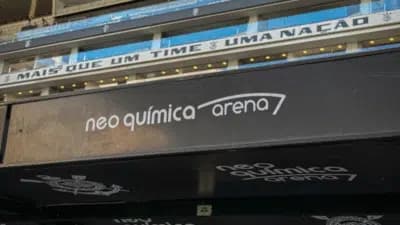 MAIS QUE UM TIME UMA NAÇÃO
neo química arena
neo química
arena